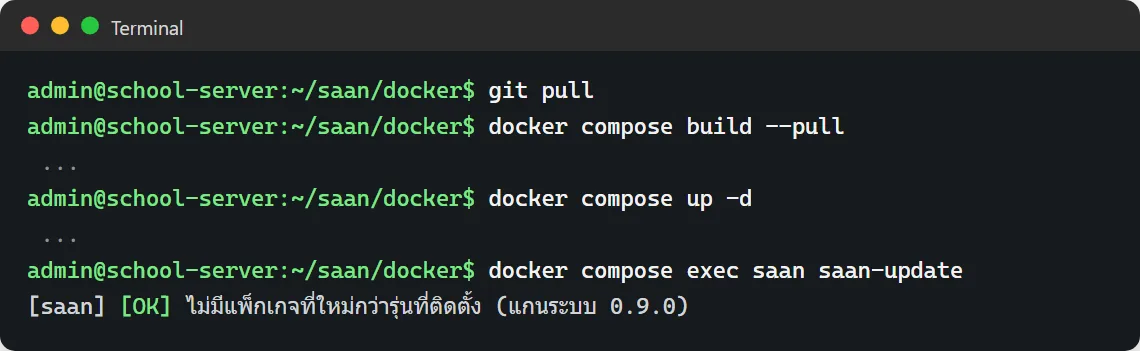 Terminal
admin@school-server:~/saan/docker$ git pull
admin@school-server:~/saan/docker$ docker compose build --pull
...
admin@school-server:~/saan/docker$ docker compose up -d
...
admin@school-server:~/saan/docker$ docker compose exec saan saan-update
[saan] [OK] ไม่มีแพ็กเกจที่ใหม่กว่ารุ่นที่ติดตั้ง (แกนระบบ 0.9.0)